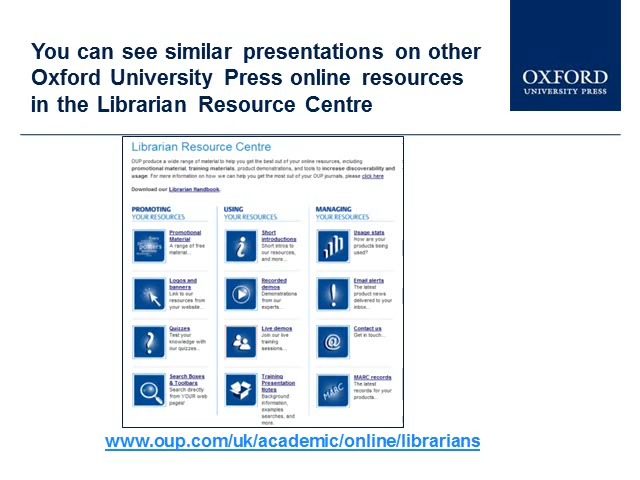 You can see similar presentations on other
Oxford University Press online resources
in the Librarian Resource Centre
OXFORD
UNIVERSITY PRESS
Librarian Resource Centre
OUP produce a wide range of material to help you get the best out of your online resources, including
promotional material, training materials, product demonstrations, and tools to increase discoverability and
usage. For more information on how we can help you get the most out of your OUP journals, please click here
Download our Librarian Handbook.
PROMOTING
YOUR RESOURCES
Promotional
Material
A range of free
material...
Logos and
banners
Link to our
resources from
your website...
Quizzes
Test your
knowledge with
our quizzes...
Search Boxes
& Toolbars
Search directly
from YOUR web
pages!
USING
YOUR RESOURCES
Short
introductions
Short intros to
our resources,
and more...
Recorded
demos
Demonstrations
from our
experts...
Live demos
Join our live
training
sessions...
Training
Presentation
Notes
Background
information,
examples
searches, and
more.
MANAGING
YOUR RESOURCES
Usage stats
How are your
products being
used?
Email alerts
The latest
product news
delivered to your
inbox...
Contact us
Get in touch...
MARC
MARC records
The latest
records for your
products...
www.oup.com/uk/academic/online/librarians